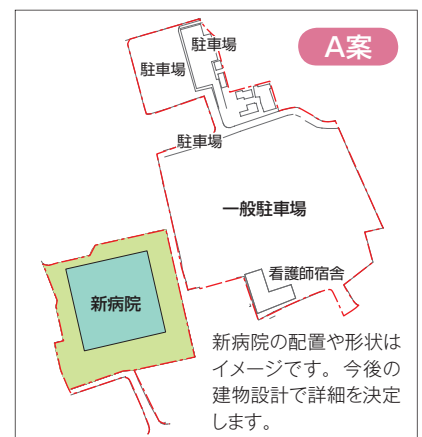 A案
駐車場
駐車場
駐車場
一般駐車場
看護師宿舎
新病院
新病院の配置や形状は
イメージです。今後の
建物設計で詳細を決定
します。